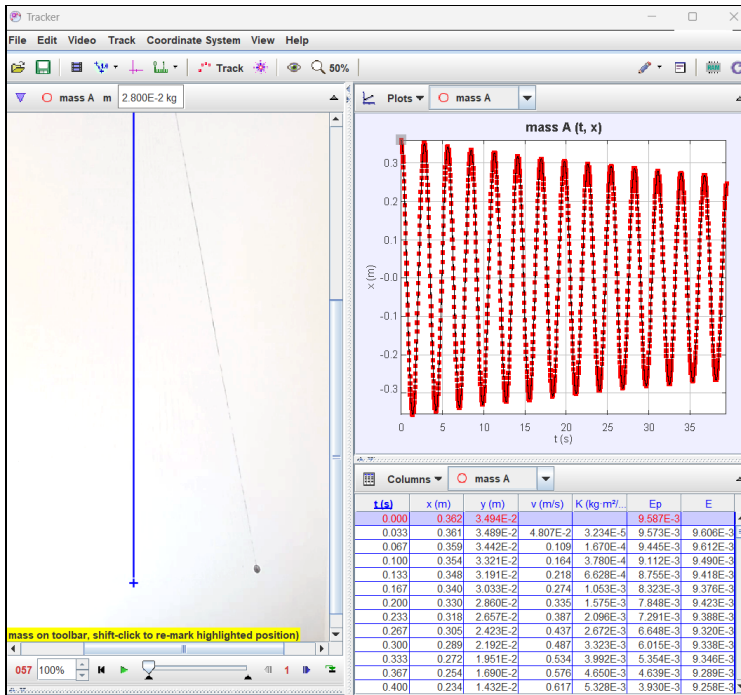 Tracker
File Edit Video Track Coordinate System View Help
Track 50%
mass A m 2.800E-2 kg
Plots mass A
mass A (t, x)
x (m)
0.3
0.2
0.1
-0.0
-0.1
-0.2
-0.3
0 5 10 15 20 25 30 35
t (s)
mass on toolbar, shift-click to re-mark highlighted position)
057 100% 1
Columns mass A
t (s) x (m) y (m) v (m/s) K (kg·m²/... Ep E
0.000 0.362 3.494E-2 9.587E-3
0.033 0.361 3.489E-2 4.807E-2 3.234E-5 9.573E-3 9.606E-3
0.067 0.359 3.442E-2 0.109 1.670E-4 9.445E-3 9.612E-3
0.100 0.354 3.321E-2 0.164 3.780E-4 9.112E-3 9.490E-3
0.133 0.348 3.191E-2 0.218 6.628E-4 8.755E-3 9.418E-3
0.167 0.340 3.033E-2 0.274 1.053E-3 8.323E-3 9.376E-3
0.200 0.330 2.860E-2 0.335 1.575E-3 7.848E-3 9.423E-3
0.233 0.318 2.657E-2 0.387 2.096E-3 7.291E-3 9.388E-3
0.267 0.305 2.423E-2 0.437 2.672E-3 6.648E-3 9.320E-3
0.300 0.289 2.192E-2 0.487 3.323E-3 6.015E-3 9.338E-3
0.333 0.272 1.951E-2 0.534 3.992E-3 5.354E-3 9.346E-3
0.367 0.254 1.690E-2 0.576 4.650E-3 4.639E-3 9.289E-3
0.400 0.234 1.432E-2 0.617 5.328E-3 3.930E-3 9.258E-3